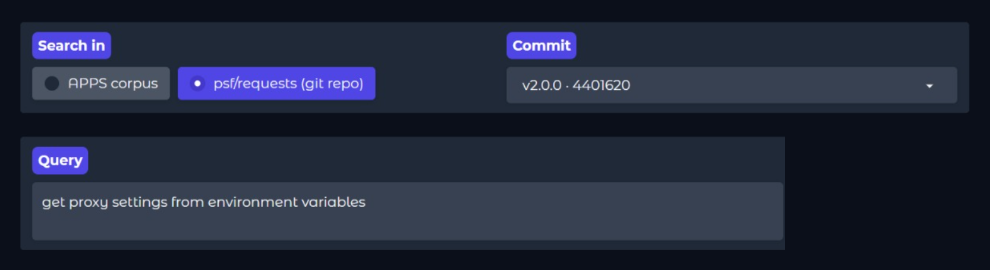 Search in
APPS corpus
psf/requests (git repo)
Commit
v2.0.0 · 4401620
Query
get proxy settings from environment variables